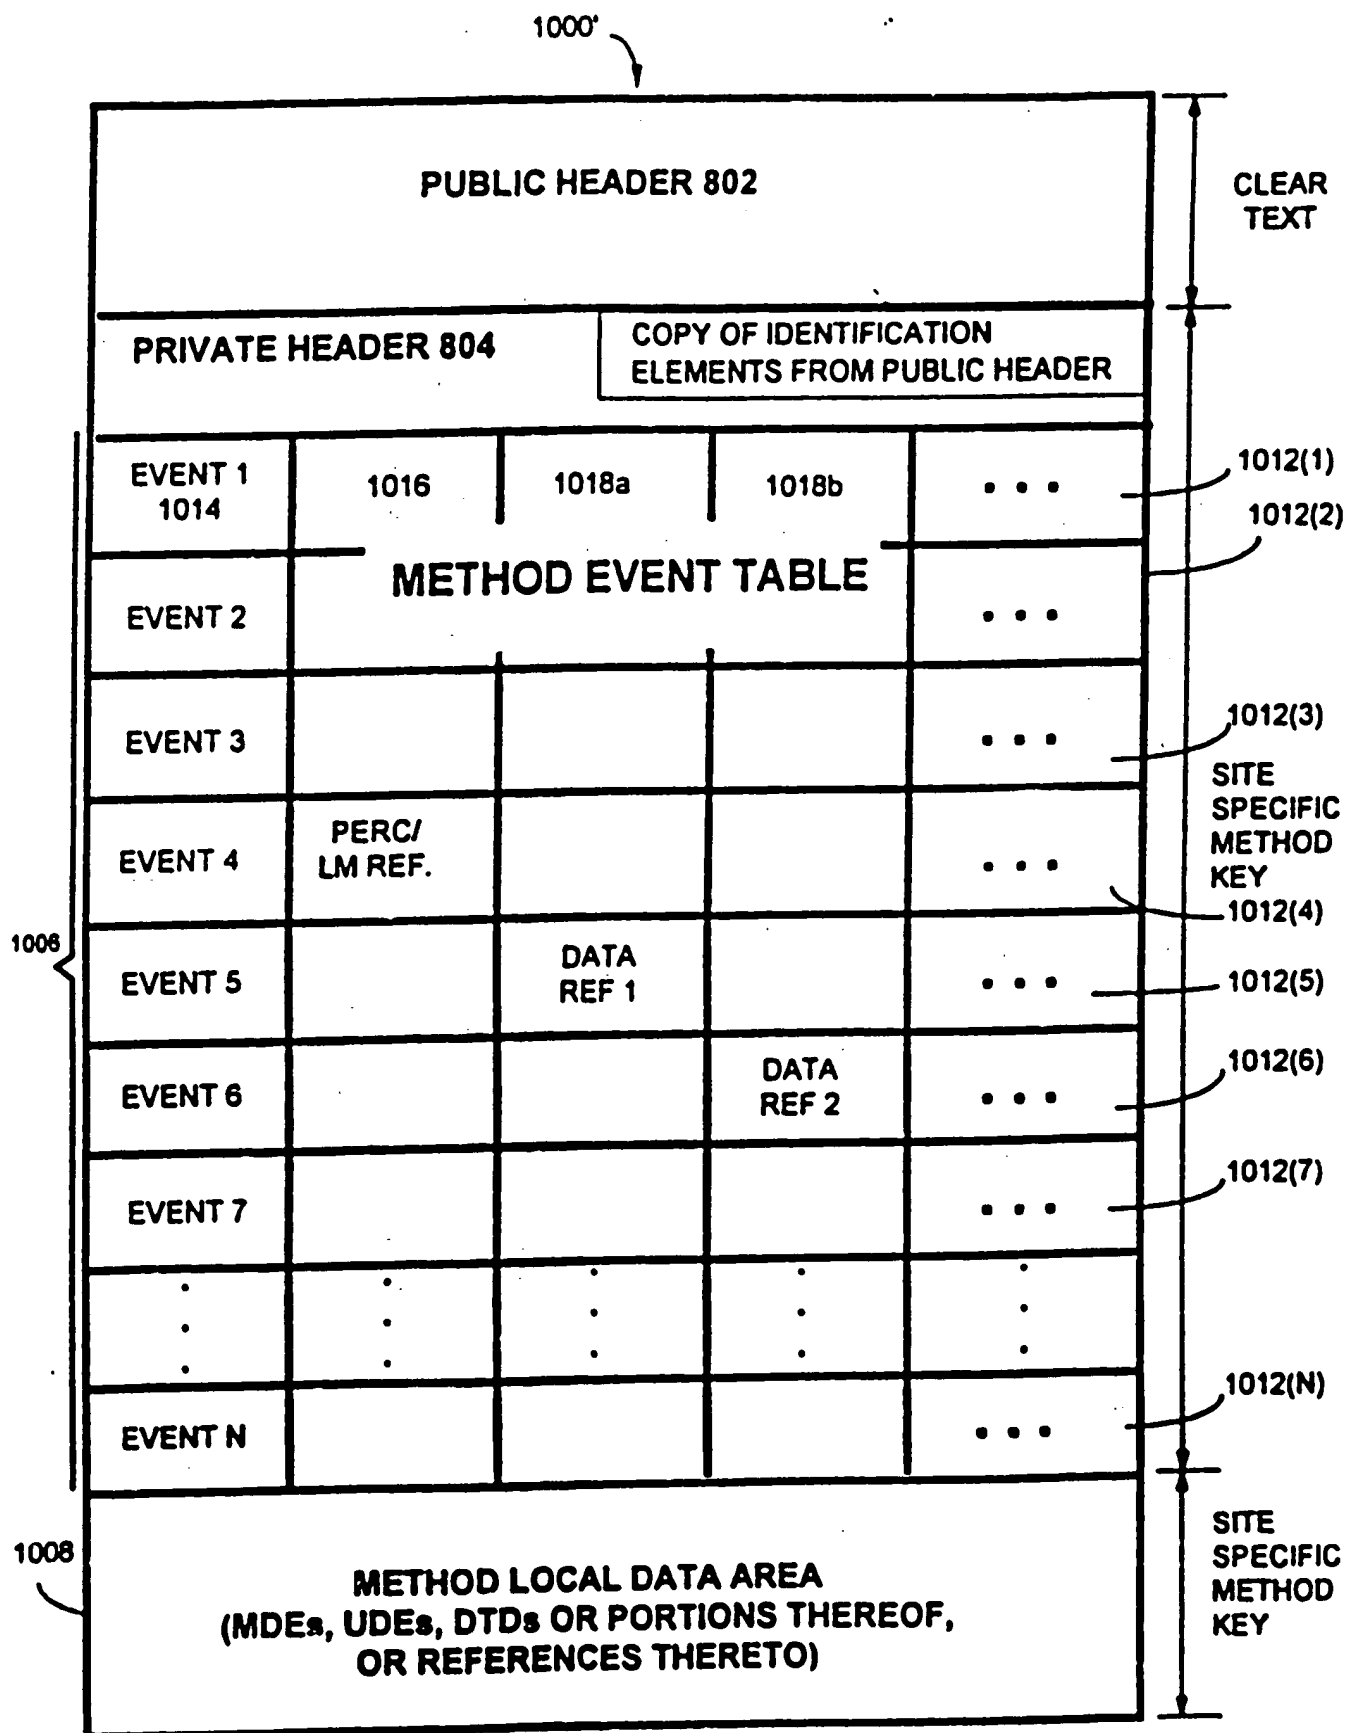 1000'
PUBLIC HEADER 802
CLEAR
TEXT
PRIVATE HEADER 804
COPY OF IDENTIFICATION
ELEMENTS FROM PUBLIC HEADER
EVENT 1
1014
1016
1018a
1018b
• • •
1012(1)
1012(2)
METHOD EVENT TABLE
EVENT 2
• • •
EVENT 3
• • •
1012(3)
SITE
SPECIFIC
METHOD
KEY
EVENT 4
PERC/
LM REF.
• • •
1012(4)
1006
EVENT 5
DATA
REF 1
• • •
1012(5)
EVENT 6
DATA
REF 2
• • •
1012(6)
EVENT 7
• • •
1012(7)
EVENT N
• • •
1012(N)
1008
METHOD LOCAL DATA AREA
(MDEs, UDEs, DTDs OR PORTIONS THEREOF,
OR REFERENCES THERETO)
SITE
SPECIFIC
METHOD
KEY